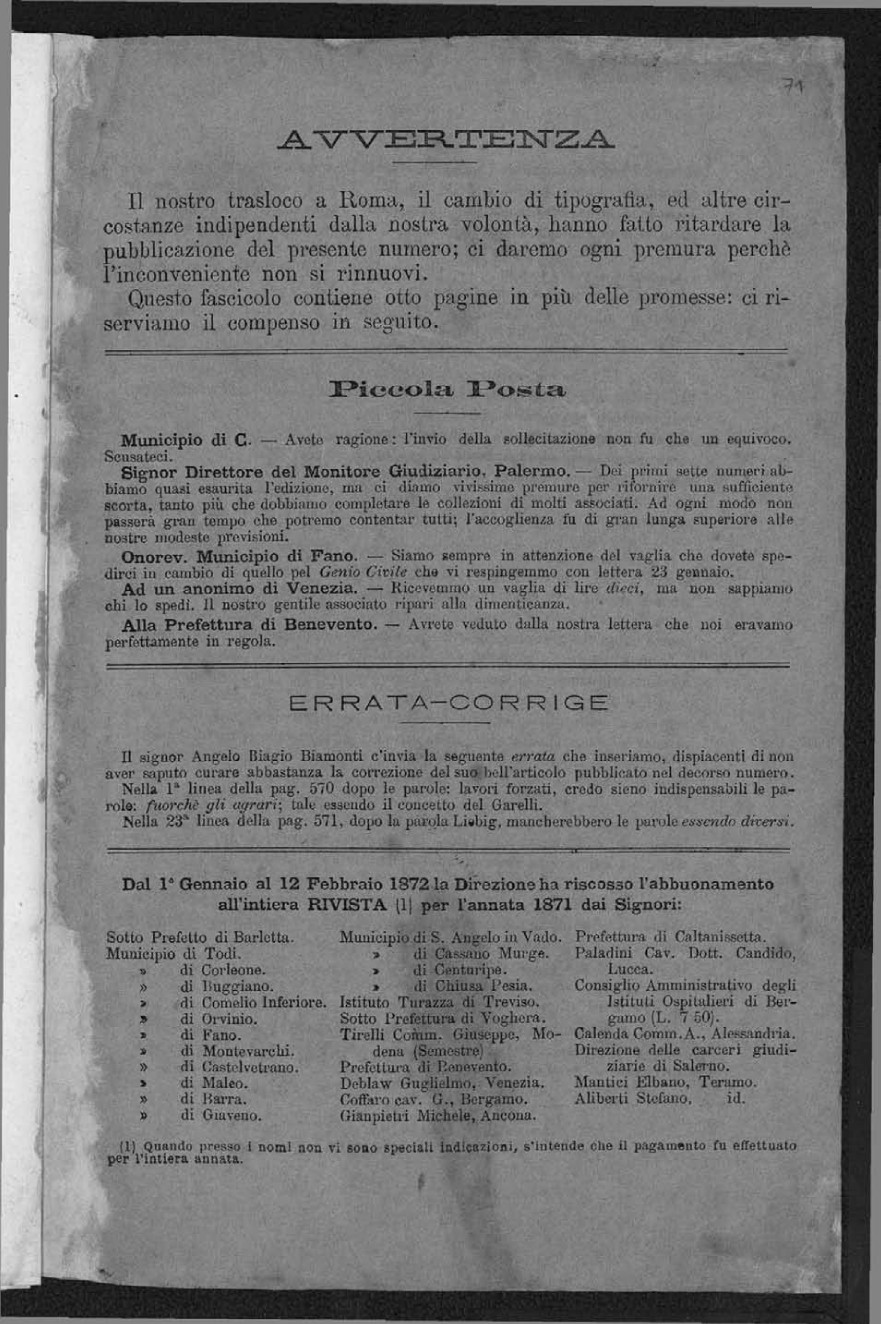 71
AVVERTENZA
Il nostro trasloco a Roma, il cambio di tipografia, ed altre cir-
costanze indipendenti dalla nostra volontà, hanno fatto ritardare la
pubblicazione del presente numero; ci daremo ogni premura perchè
l'inconveniente non si rinnuovi.
Questo fascicolo contiene otto pagine in più delle promesse: ci ri-
serviamo il compenso in seguito.
Piccola Posta
Municipio di C. — Avete ragione: l'invio della sollecitazione non fu che un equivoco.
Scusateci.
Signor Direttore del Monitore Giudiziario. Palermo. — Dei primi sette numeri ab-
biamo quasi esaurita l'edizione, ma ci diamo vivissime premure per rifornire una sufficiente
scorta, tanto più che dobbiamo completare le collezioni di molti associati. Ad ogni modo non
passerà gran tempo che potremo contentar tutti; l'accoglienza fu di gran lunga superiore alle
nostre modeste previsioni.
Onorev. Municipio di Fano. — Siamo sempre in attenzione del vaglia che dovete spe-
dirci in cambio di quello pel Genio Civile che vi respingemmo con lettera 23 gennaio.
Ad un anonimo di Venezia. — Ricevemmo un vaglia di lire dieci, ma non sappiamo
chi lo spedì. Il nostro gentile associato ripari alla dimenticanza.
Alla Prefettura di Benevento. — Avrete veduto dalla nostra lettera che noi eravamo
perfettamente in regola.
ERRATA-CORRIGE
Il signor Angelo Biagio Biamonti c'invia la seguente errata che inseriamo, dispiacenti di non
aver saputo curare abbastanza la correzione del suo bell'articolo pubblicato nel decorso numero.
Nella 1ª linea della pag. 570 dopo le parole: lavori forzati, credo sieno indispensabili le pa-
role: fuorchè gli agrari; tale essendo il concetto del Garelli.
Nella 23ª linea della pag. 571, dopo la parola Liebig, mancherebbero le parole essendo diversi.
Dal 1º Gennaio al 12 Febbraio 1872 la Direzione ha riscosso l'abbuonamento
all'intiera RIVISTA (1) per l'annata 1871 dai Signori:
Sotto Prefetto di Barletta.
Municipio di Todi.
» di Corleone.
» di Buggiano.
» di Comelio Inferiore.
» di Orvinio.
» di Fano.
» di Montevarchi.
» di Castelvetrano.
» di Maleo.
» di Barra.
» di Giaveno.
Municipio di S. Angelo in Vado.
» di Cassano Murge.
» di Centuripe.
» di Chiusa Pesia.
Istituto Turazza di Treviso.
Sotto Prefettura di Voghera.
Tirelli Comm. Giuseppe, Mo-
dena (Semestre)
Prefettura di Benevento.
Deblaw Guglielmo, Venezia.
Coffaro cav. G., Bergamo.
Gianpietri Michele, Ancona.
Prefettura di Caltanissetta.
Paladini Cav. Dott. Candido,
Lucca.
Consiglio Amministrativo degli
Istituti Ospitalieri di Ber-
gamo (L. 7 50).
Calenda Comm. A., Alessandria.
Direzione delle carceri giudi-
ziarie di Salerno.
Mantici Elbano, Teramo.
Aliberti Stefano, id.
(1) Quando presso i nomi non vi sono speciali indicazioni, s'intende che il pagamento fu effettuato
per l'intiera annata.